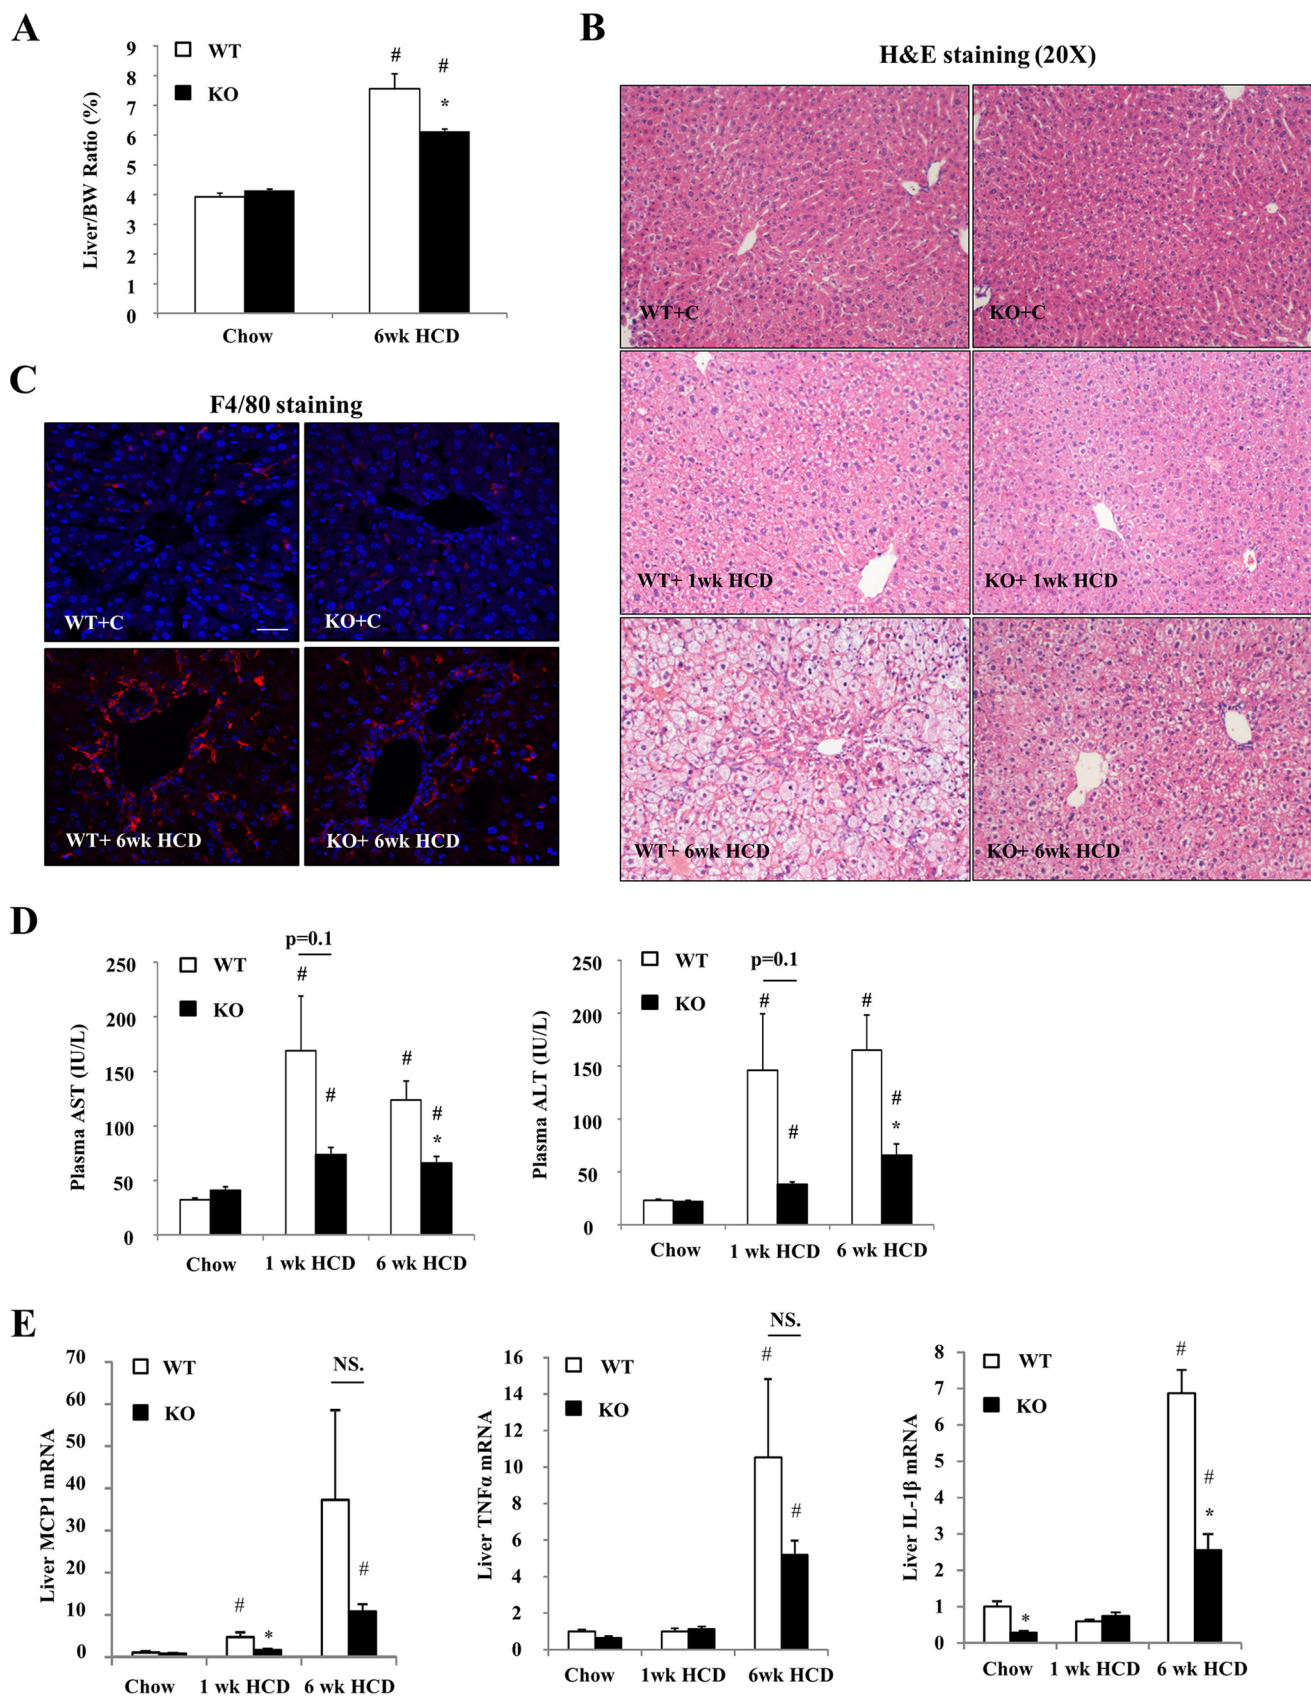 A
WT
KO
Liver/BW Ratio (%)
9
8
7
6
5
4
3
2
1
0
#
#
*
Chow
6wk HCD
B
H&E staining (20X)
WT+C
KO+C
WT+ 1wk HCD
KO+ 1wk HCD
WT+ 6wk HCD
KO+ 6wk HCD
C
F4/80 staining
WT+C
KO+C
WT+ 6wk HCD
KO+ 6wk HCD
D
Plasma AST (IU/L)
250
200
150
100
50
0
WT
KO
p=0.1
#
#
#
#
*
Chow
1 wk HCD
6 wk HCD
Plasma ALT (IU/L)
250
200
150
100
50
0
WT
KO
p=0.1
#
#
#
#
*
Chow
1 wk HCD
6 wk HCD
E
Liver MCP1 mRNA
70
60
50
40
30
20
10
0
WT
KO
NS.
#
*
#
Chow
1 wk HCD
6 wk HCD
Liver TNFα mRNA
16
14
12
10
8
6
4
2
0
WT
KO
NS.
#
#
Chow
1wk HCD
6wk HCD
Liver IL-1β mRNA
8
7
6
5
4
3
2
1
0
WT
KO
*
#
#
*
Chow
1 wk HCD
6 wk HCD